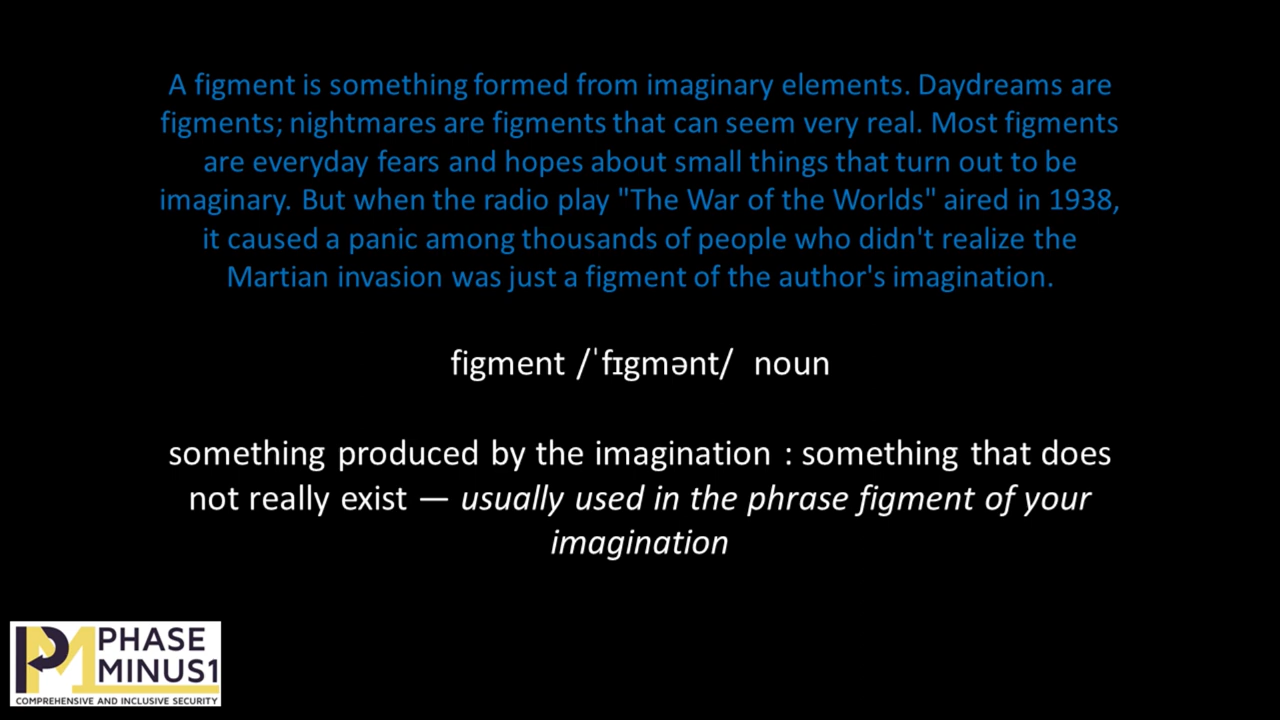 A figment is something formed from imaginary elements. Daydreams are
figments; nightmares are figments that can seem very real. Most figments
are everyday fears and hopes about small things that turn out to be
imaginary. But when the radio play "The War of the Worlds" aired in 1938,
it caused a panic among thousands of people who didn't realize the
Martian invasion was just a figment of the author's imagination.
figment /ˈfɪgmənt/ noun
something produced by the imagination : something that does
not really exist — usually used in the phrase figment of your
imagination
PM1
PHASE
MINUS1
COMPREHENSIVE AND INCLUSIVE SECURITY